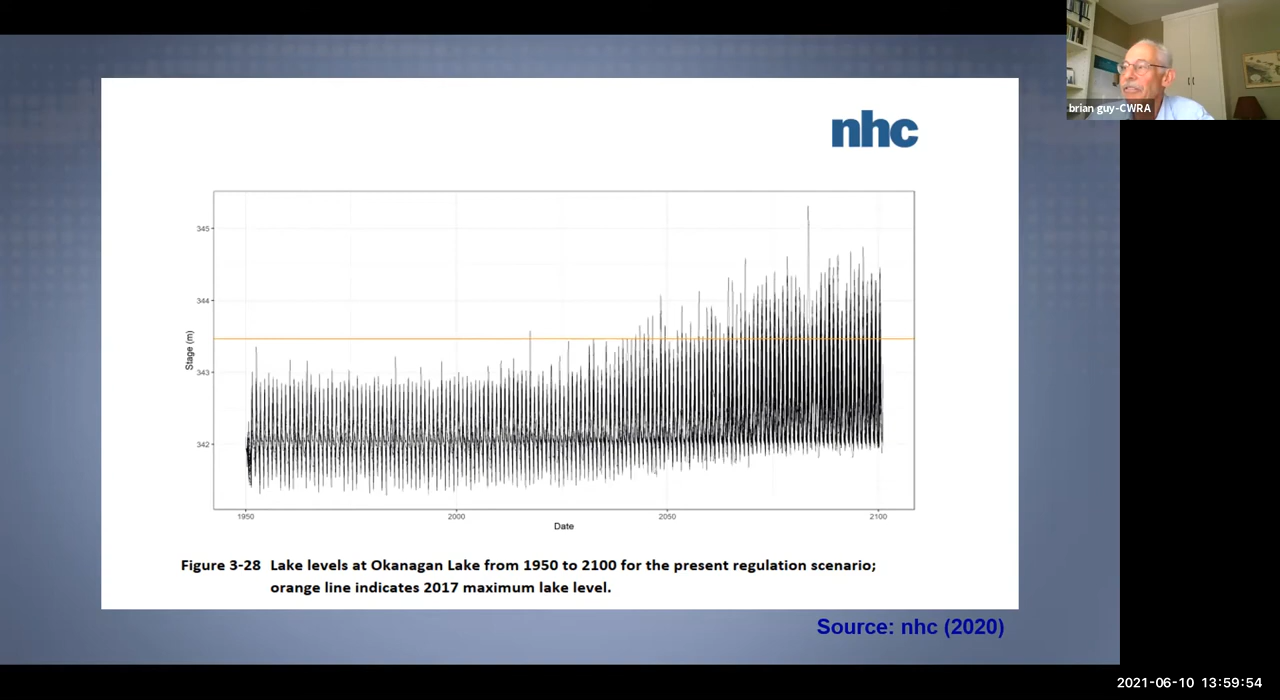 brian guy-CWRA
nhc
345
344
343
342
Stage (m)
1950
2000
2050
2100
Date
Figure 3-28 Lake levels at Okanagan Lake from 1950 to 2100 for the present regulation scenario;
orange line indicates 2017 maximum lake level.
Source: nhc (2020)
2021-06-10 13:59:54